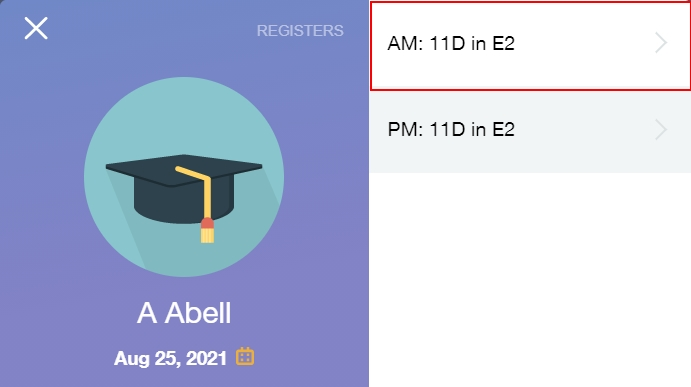 REGISTERS
A Abell
Aug 25, 2021
AM: 11D in E2
PM: 11D in E2